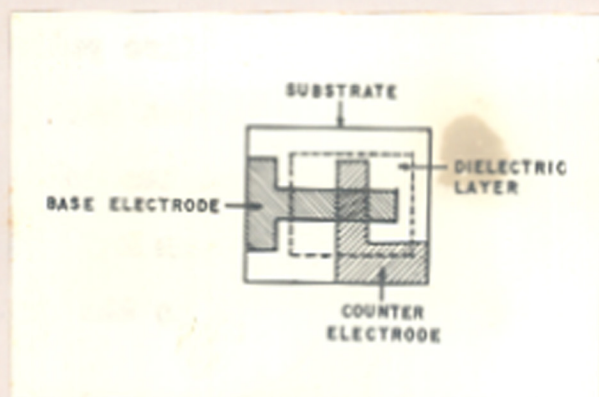 SUBSTRATE
DIELECTRIC
LAYER
BASE ELECTRODE
COUNTER
ELECTRODE